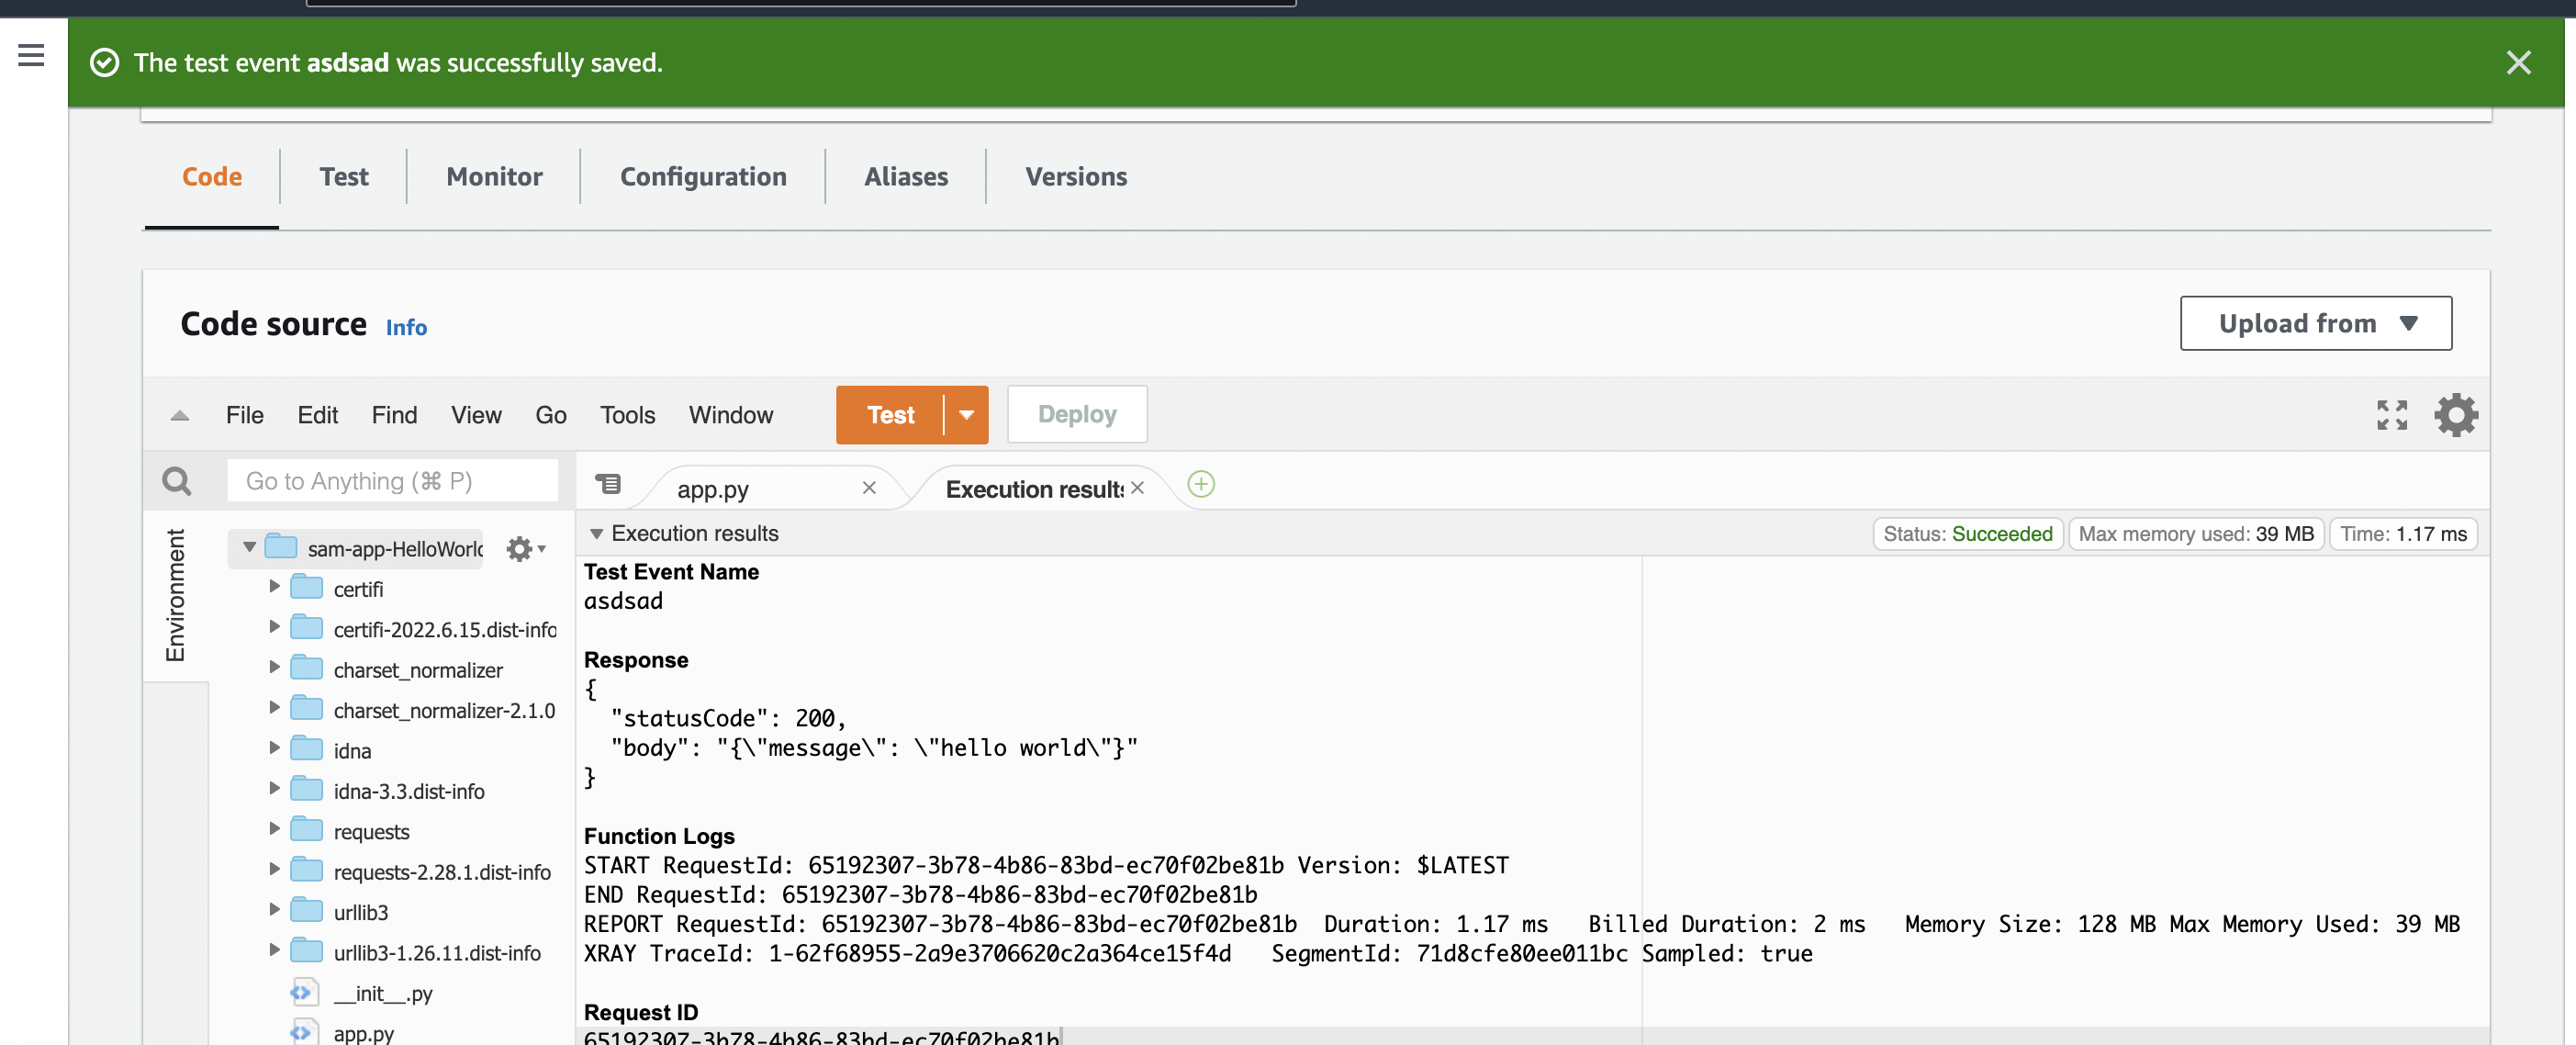 The test event asdsad was successfully saved.
Code
Test
Monitor
Configuration
Aliases
Versions
Code source Info
Upload from
File Edit Find View Go Tools Window
Test
Deploy
Go to Anything (⌘ P)
app.py
Execution results
Environment
sam-app-HelloWorld
certifi
certifi-2022.6.15.dist-info
charset_normalizer
charset_normalizer-2.1.0
idna
idna-3.3.dist-info
requests
requests-2.28.1.dist-info
urllib3
urllib3-1.26.11.dist-info
__init__.py
app.py
Execution results
Status: Succeeded
Max memory used: 39 MB
Time: 1.17 ms
Test Event Name
asdsad
Response
{
"statusCode": 200,
"body": "{\"message\": \"hello world\"}"
}
Function Logs
START RequestId: 65192307-3b78-4b86-83bd-ec70f02be81b Version: $LATEST
END RequestId: 65192307-3b78-4b86-83bd-ec70f02be81b
REPORT RequestId: 65192307-3b78-4b86-83bd-ec70f02be81b Duration: 1.17 ms Billed Duration: 2 ms Memory Size: 128 MB Max Memory Used: 39 MB
XRAY TraceId: 1-62f68955-2a9e3706620c2a364ce15f4d SegmentId: 71d8cfe80ee011bc Sampled: true
Request ID
65192307-3b78-4b86-83bd-ec70f02be81b